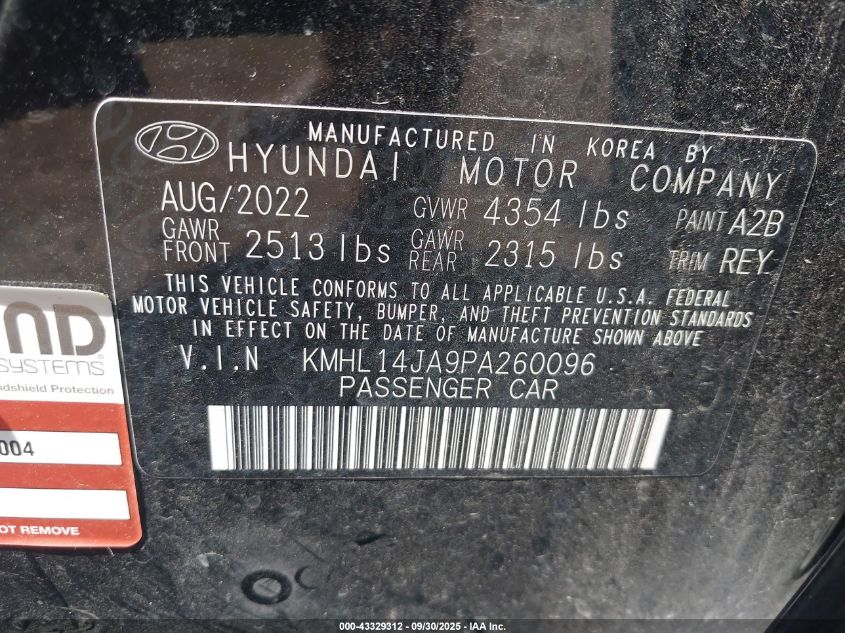 MANUFACTURED IN KOREA BY
HYUNDAI MOTOR COMPANY
AUG/2022 GVWR 4354 lbs PAINT A2B
GAWR FRONT 2513 lbs GAWR REAR 2315 lbs TRIM REY
THIS VEHICLE CONFORMS TO ALL APPLICABLE U.S.A. FEDERAL
MOTOR VEHICLE SAFETY, BUMPER, AND THEFT PREVENTION STANDARDS
IN EFFECT ON THE DATE OF MANUFACTURE SHOWN ABOVE
V.I.N KMHL14JA9PA260096
PASSENGER CAR
SYSTEMS
004
OT REMOVE
000-43329312 - 09/30/2025 - IAA Inc.